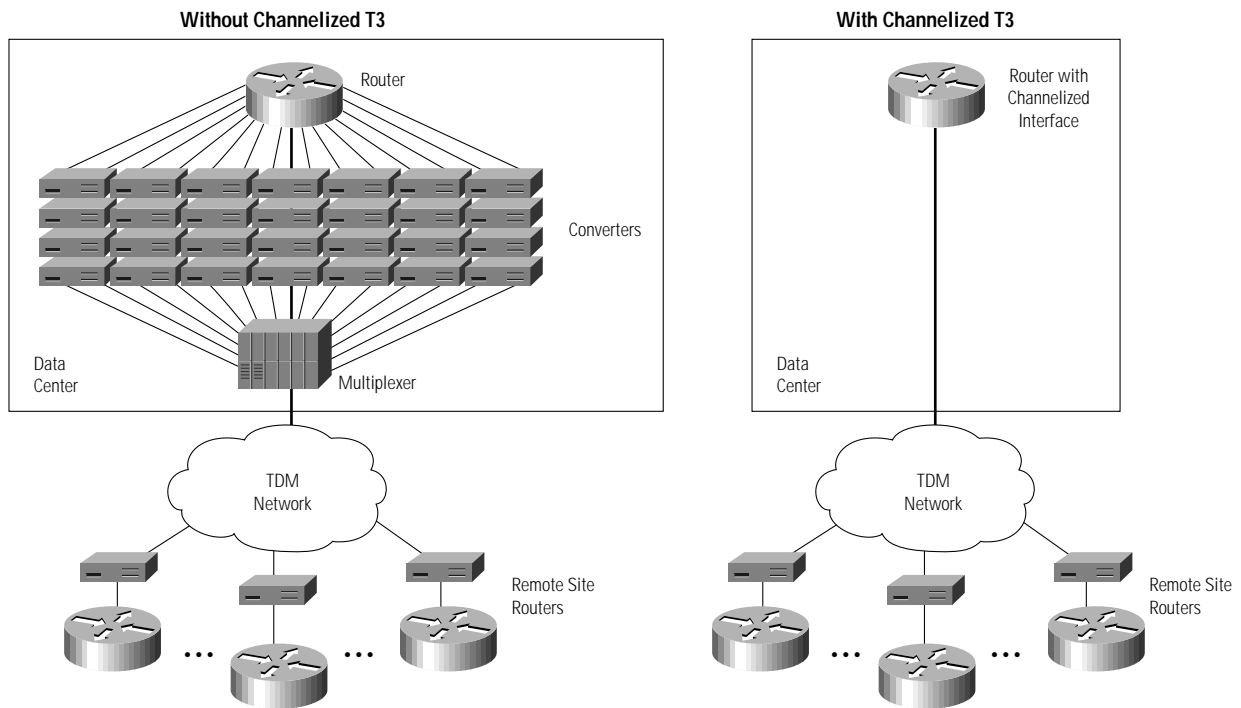 Without Channelized T3
Router
Converters
Data
Center
Multiplexer
TDM
Network
Remote Site
Routers
•••
•••
With Channelized T3
Router with
Channelized
Interface
Data
Center
TDM
Network
Remote Site
Routers
•••
•••